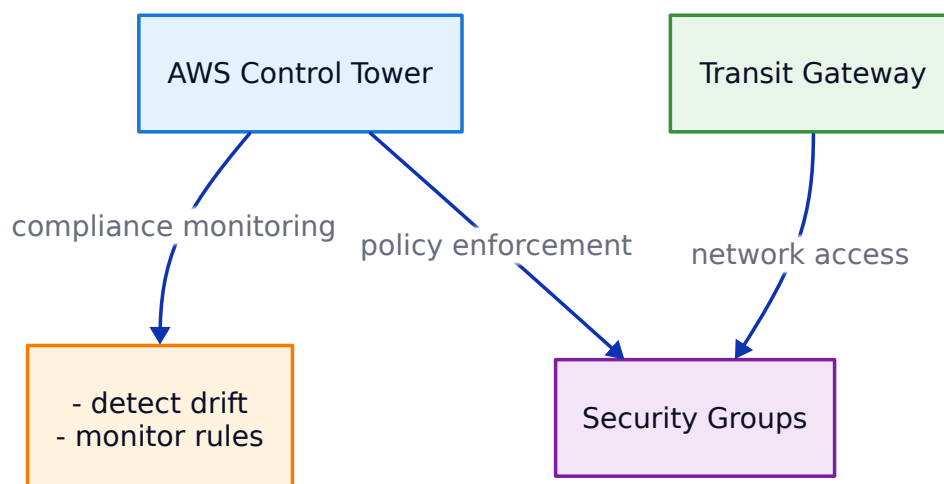 AWS Control Tower
Transit Gateway
compliance monitoring
policy enforcement
network access
- detect drift
- monitor rules
Security Groups